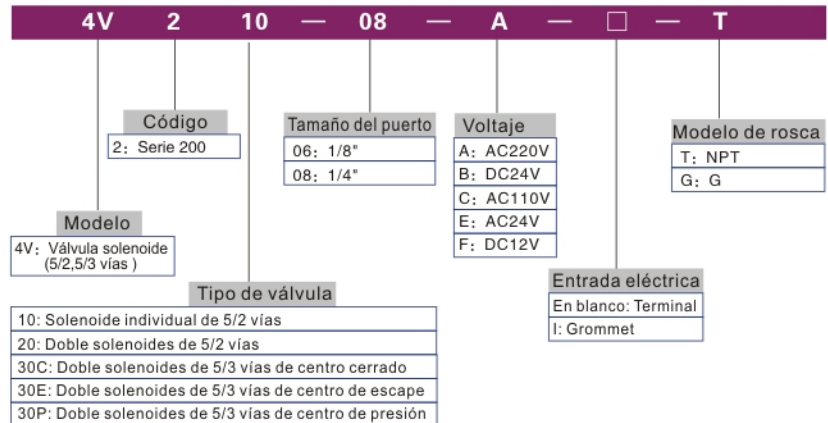 4V 2 10 — 08 — A — □ — T
Código
2: Serie 200
Tamaño del puerto
06: 1/8"
08: 1/4"
Voltaje
A: AC220V
B: DC24V
C: AC110V
E: AC24V
F: DC12V
Modelo de rosca
T: NPT
G: G
Modelo
4V: Válvula solenoide
(5/2,5/3 vías )
Entrada eléctrica
En blanco: Terminal
I: Grommet
Tipo de válvula
10: Solenoide individual de 5/2 vías
20: Doble solenoides de 5/2 vías
30C: Doble solenoides de 5/3 vías de centro cerrado
30E: Doble solenoides de 5/3 vías de centro de escape
30P: Doble solenoides de 5/3 vías de centro de presión